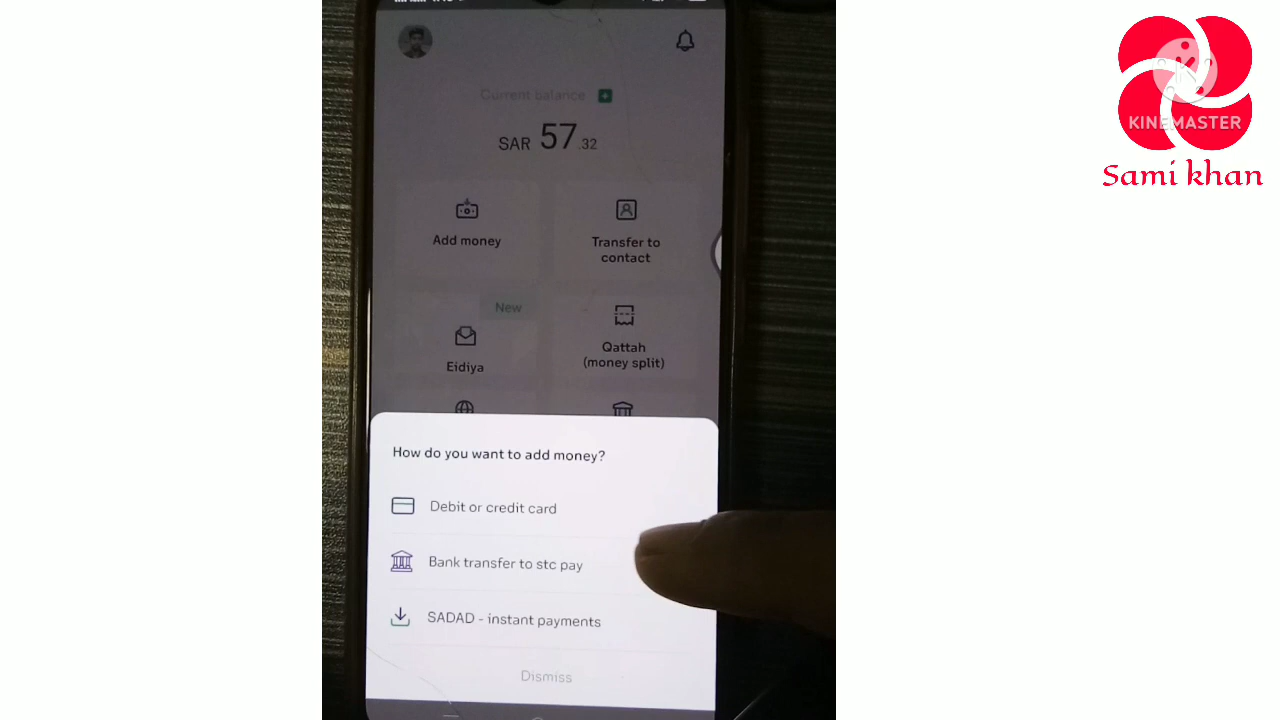 Current balance
SAR 57.32
Add money
Transfer to
contact
New
Eidiya
Qattah
(money split)
How do you want to add money?
Debit or credit card
Bank transfer to stc pay
SADAD - instant payments
Dismiss
KINEMASTER
Sami khan